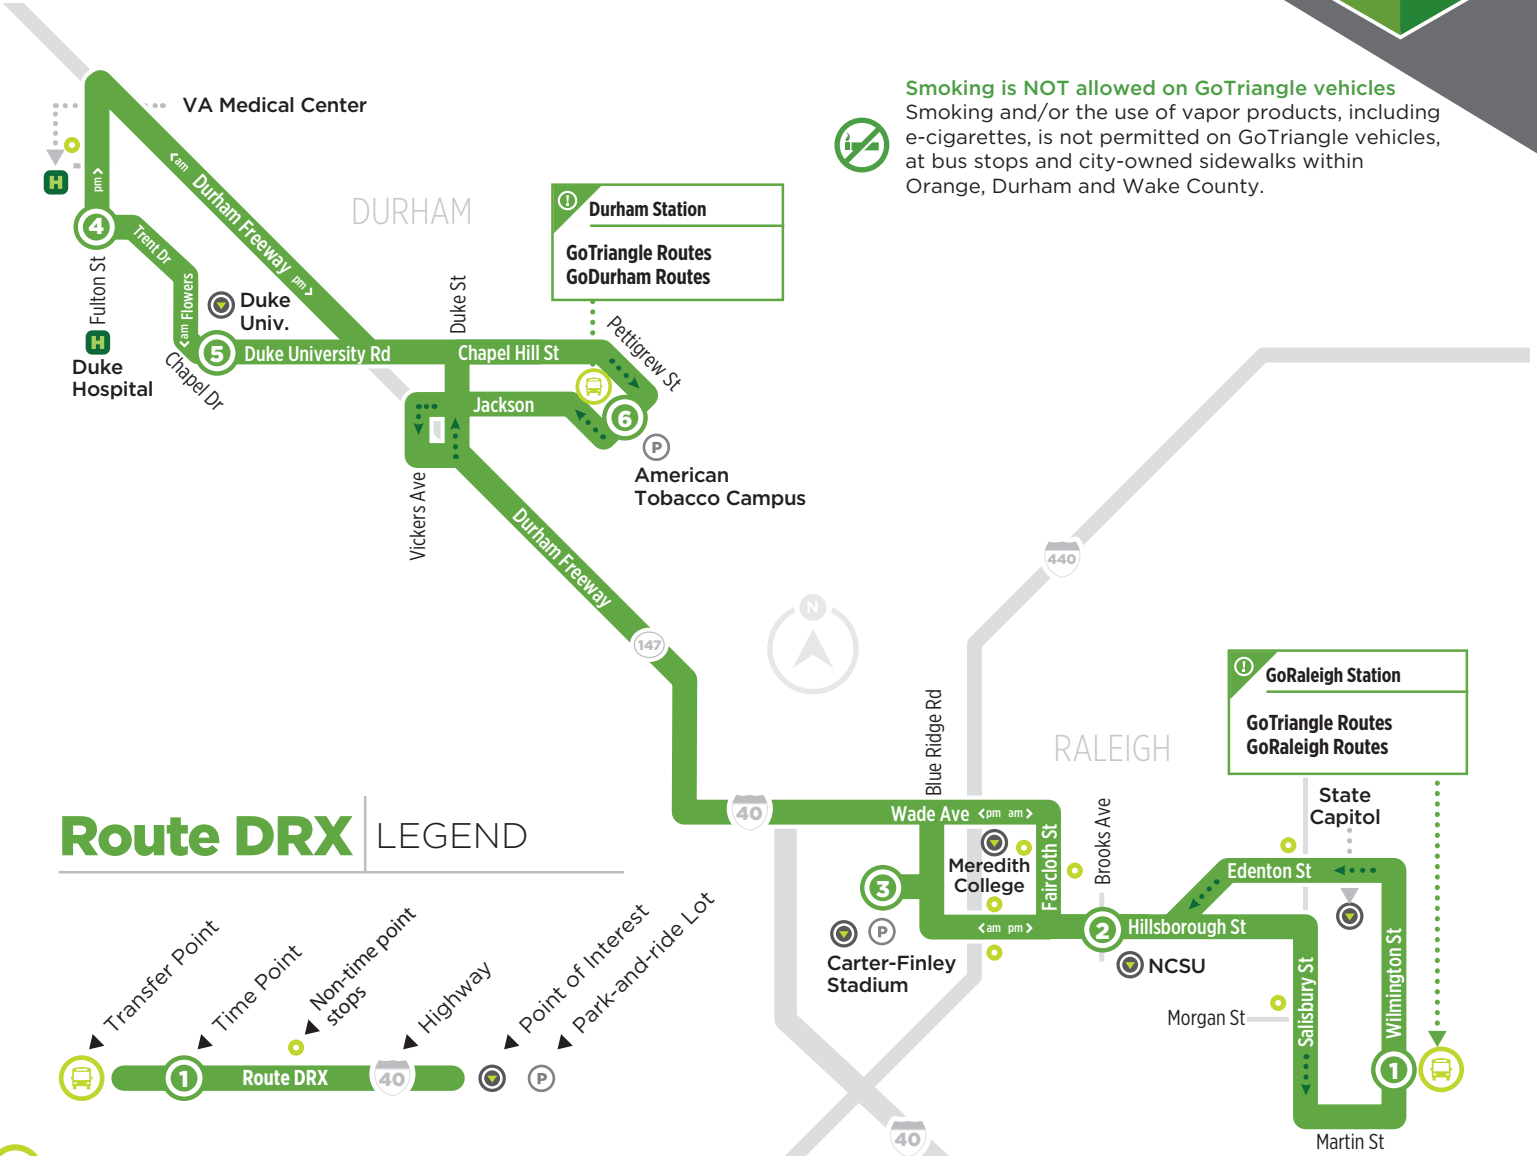 Smoking is NOT allowed on GoTriangle vehicles
Smoking and/or the use of vapor products, including
e-cigarettes, is not permitted on GoTriangle vehicles,
at bus stops and city-owned sidewalks within
Orange, Durham and Wake County.
VA Medical Center
H
pm >
< am
Durham Freeway
pm >
DURHAM
Durham Station
GoTriangle Routes
GoDurham Routes
4
Trent Dr
Fulton St
H
Duke
Hospital
< am Flowers
Chapel Dr
Duke
Univ.
5
Duke University Rd
Duke St
Chapel Hill St
Pettigrew St
Jackson
6
P
American
Tobacco Campus
Vickers Ave
Durham Freeway
147
N
440
RALEIGH
GoRaleigh Station
GoTriangle Routes
GoRaleigh Routes
State
Capitol
Blue Ridge Rd
40
Wade Ave
< pm am >
Faircloth St
Brooks Ave
Meredith
College
3
P
Carter-Finley
Stadium
< am pm >
2
Hillsborough St
NCSU
Edenton St
Salisbury St
Wilmington St
Morgan St
1
Martin St
40
Route DRX
LEGEND
Transfer Point
Time Point
Non-time point
stops
Highway
Point of Interest
Park-and-ride Lot
1
Route DRX
40
P